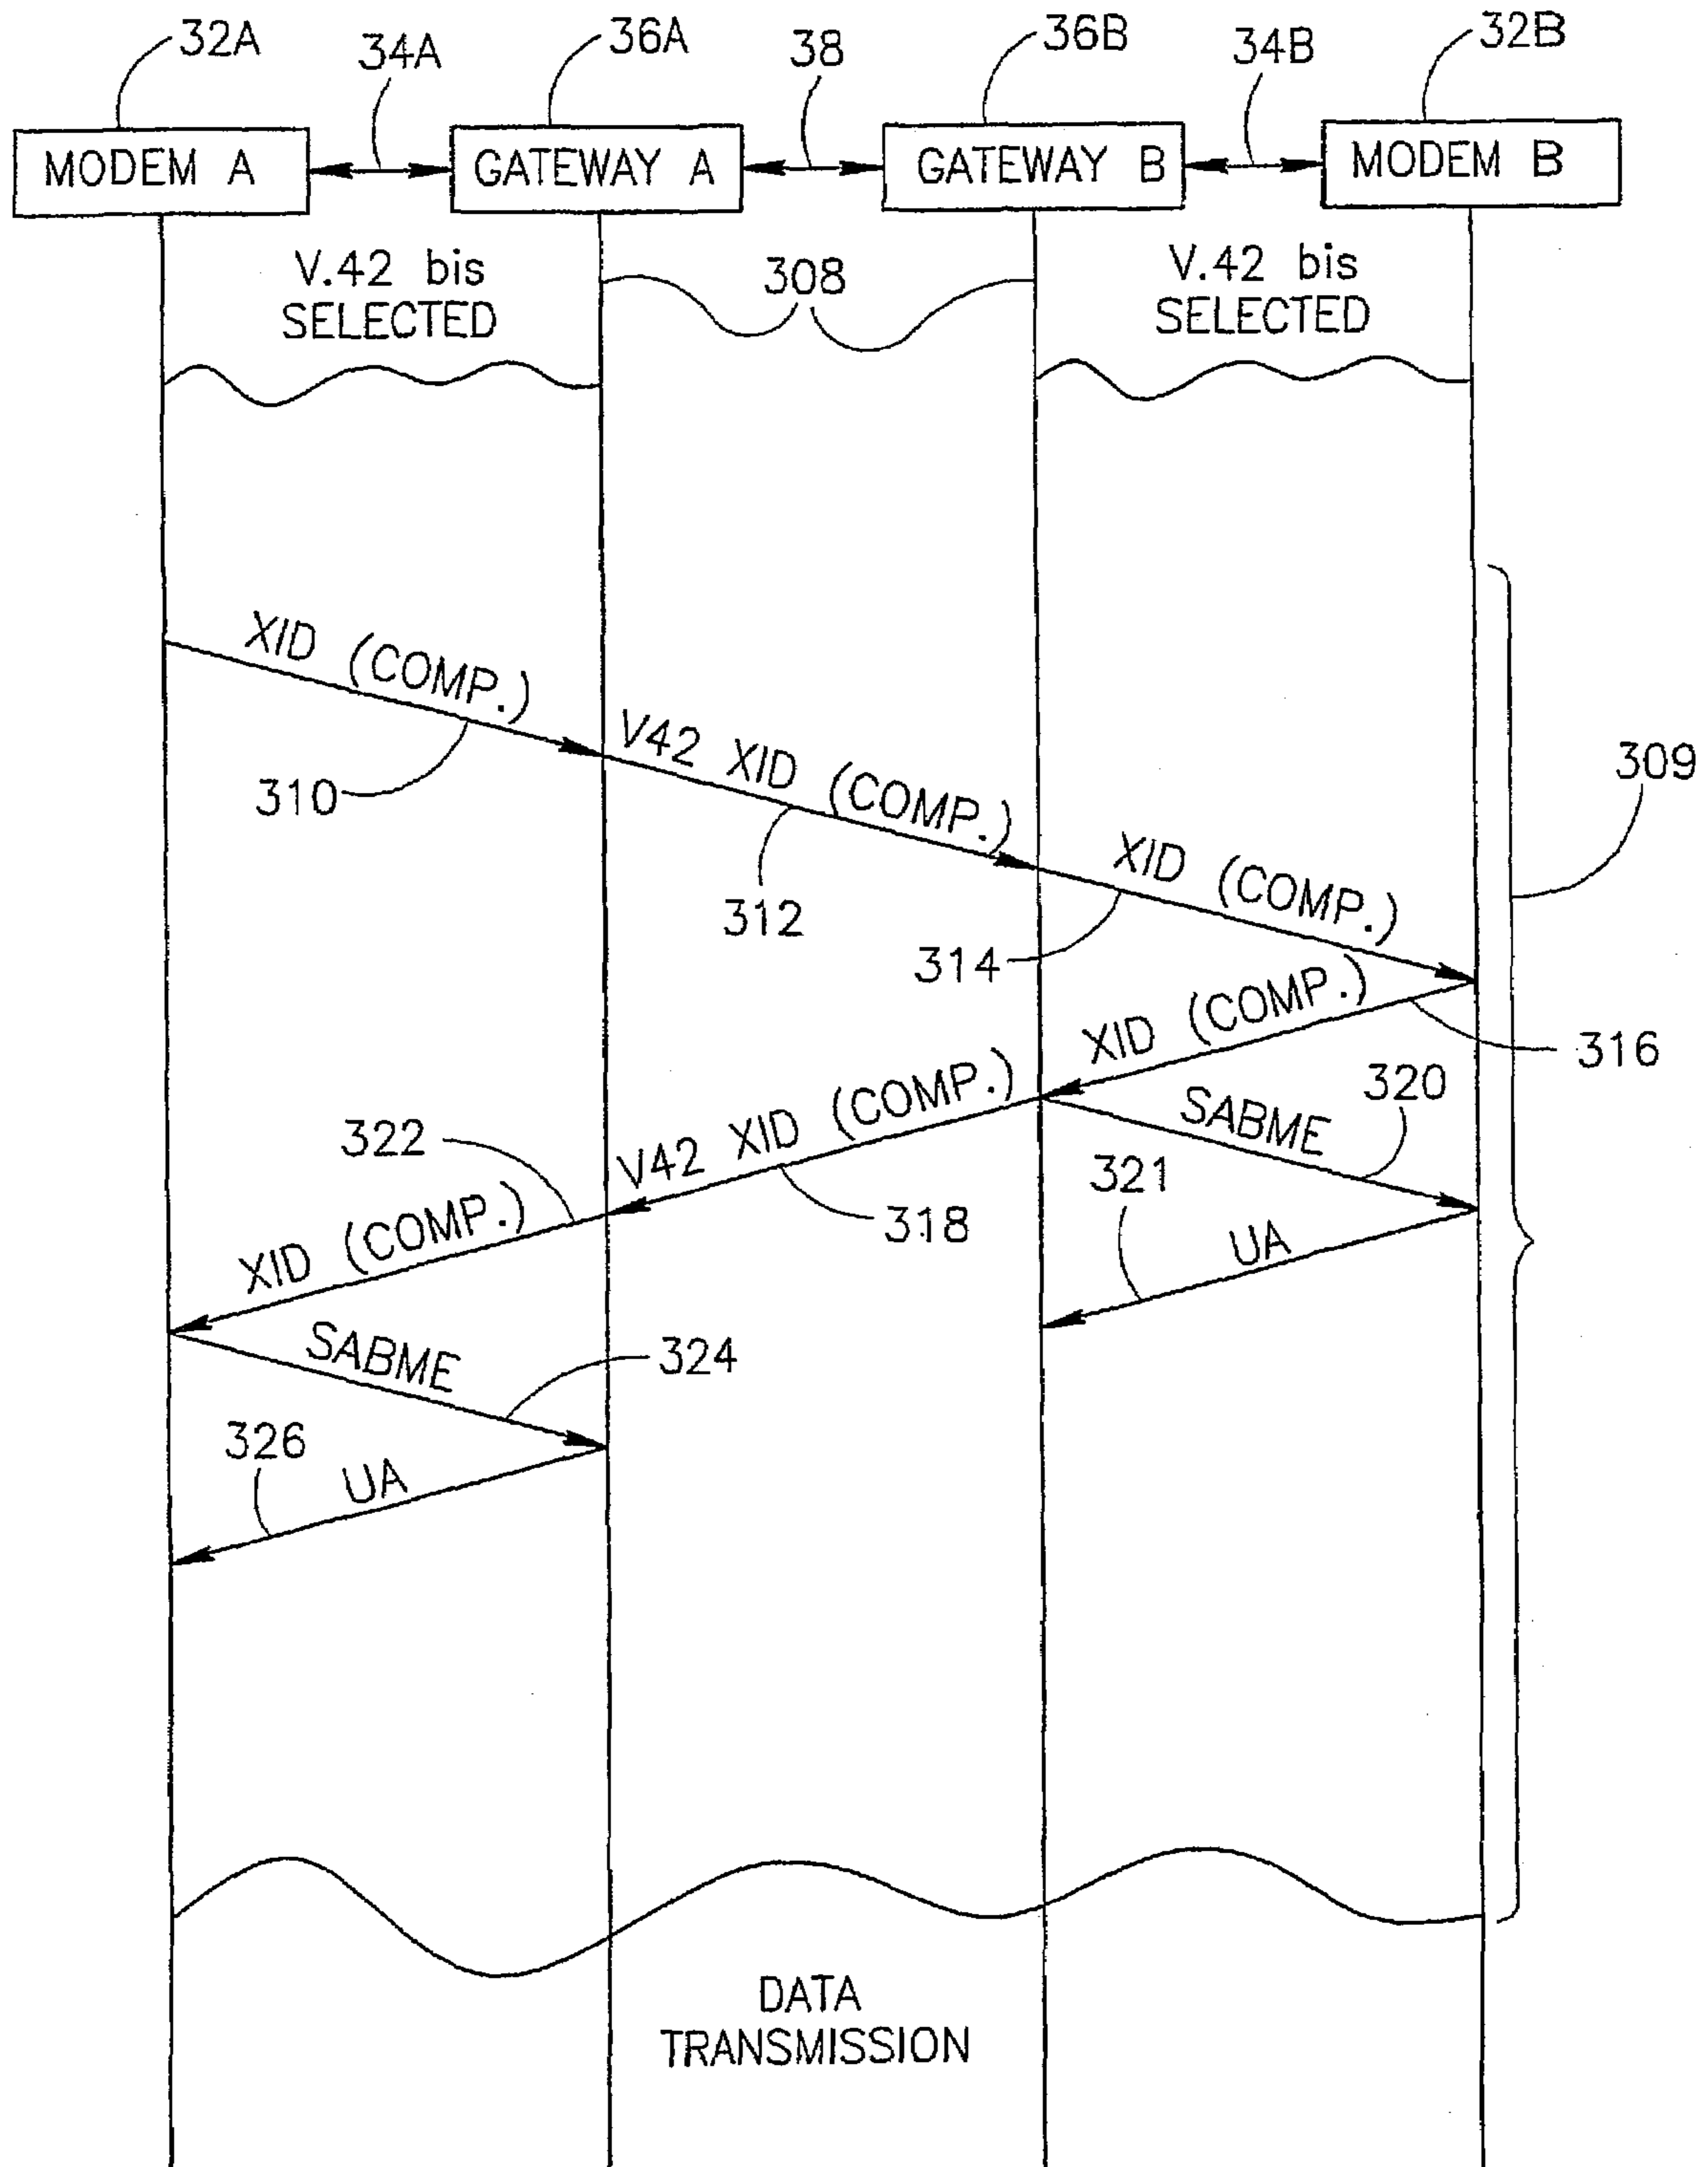 32A
34A
36A
38
36B
34B
32B
MODEM A
GATEWAY A
GATEWAY B
MODEM B
V.42 bis
SELECTED
308
V.42 bis
SELECTED
XID (COMP.)
310
V42 XID (COMP.)
312
309
XID (COMP.)
314
XID (COMP.)
316
320
SABME
V42 XID (COMP.)
318
321
322
UA
XID (COMP.)
SABME
324
326
UA
DATA
TRANSMISSION